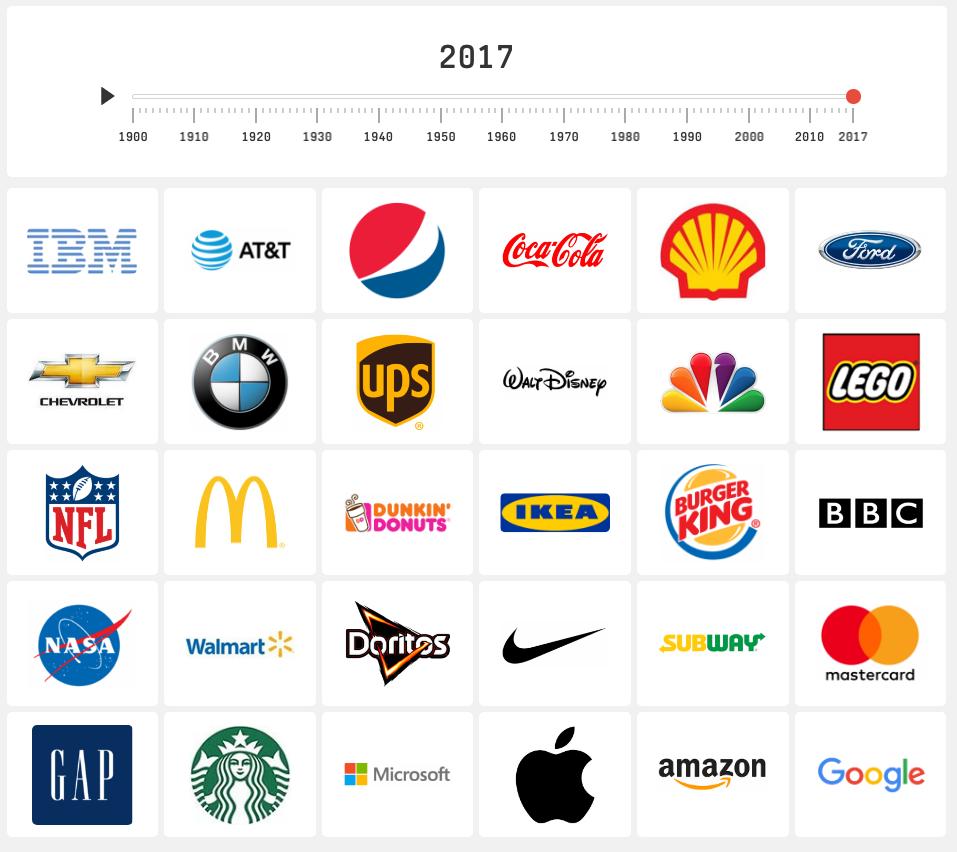 2017
1900 1910 1920 1930 1940 1950 1960 1970 1980 1990 2000 2010 2017
IBM
AT&T
Coca-Cola
Ford
CHEVROLET
BMW
ups
®
WALT DISNEY
LEGO
NFL
®
DUNKIN'
DONUTS
IKEA
BURGER
KING
®
BBC
NASA
Walmart
Doritos
SUBWAY
mastercard
GAP
Microsoft
amazon
Google